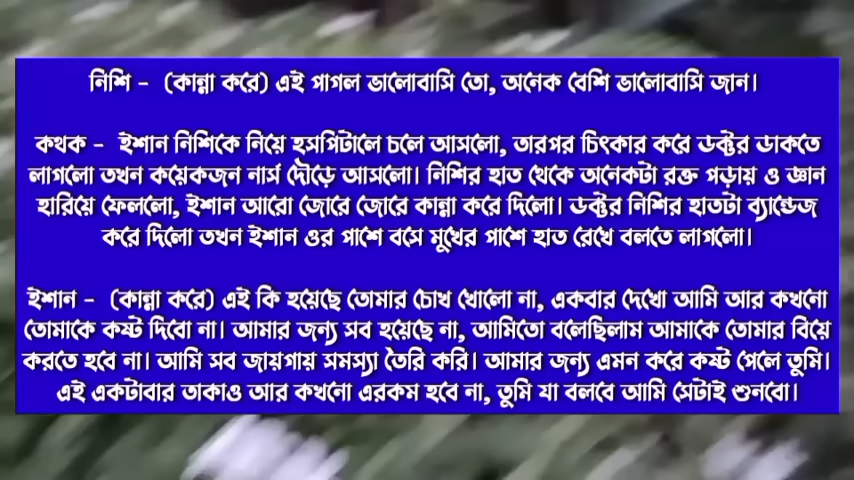 নিশি - (কান্না করে) এই পাগল ভালোবাসি তো, অনেক বেশি ভালোবাসি জান।
কথক - ইশান নিশিকে নিয়ে হসপিটালে চলে আসলো, তারপর চিৎকার করে ডক্টর ডাকতে
লাগলো তখন কয়েকজন নার্স দৌড়ে আসলো। নিশির হাত থেকে অনেকটা রক্ত পড়ায় ও জ্ঞান
হারিয়ে ফেললো, ইশান আরো জোরে জোরে কান্না করে দিলো। ডক্টর নিশির হাতটা ব্যান্ডেজ
করে দিলো তখন ইশান ওর পাশে বসে মুখের পাশে হাত রেখে বলতে লাগলো।
ইশান - (কান্না করে) এই কি হয়েছে তোমার চোখ খোলো না, একবার দেখো আমি আর কখনো
তোমাকে কষ্ট দিবো না। আমার জন্য সব হয়েছে না, আমিতো বলেছিলাম আমাকে তোমার বিয়ে
করতে হবে না। আমি সব জায়গায় সমস্যা তৈরি করি। আমার জন্য এমন করে কষ্ট পেলে তুমি।
এই একটাবার তাকাও আর কখনো এরকম হবে না, তুমি যা বলবে আমি সেটাই শুনবো।